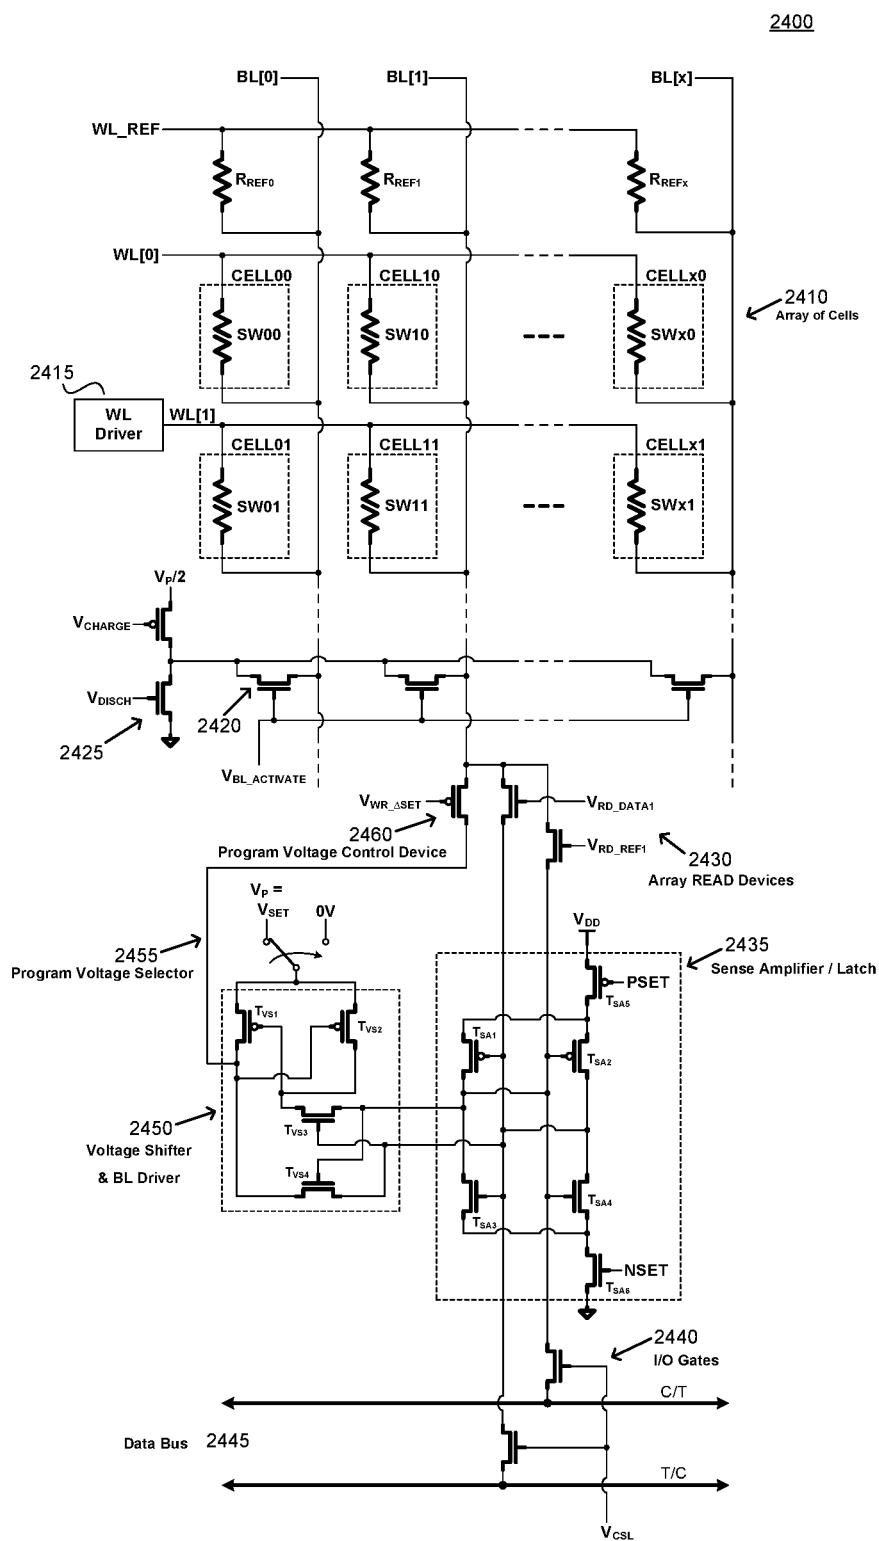 2400
BL[0]
BL[1]
BL[x]
WL_REF
RREF0
RREF1
RREFx
WL[0]
CELL00
CELL10
CELLx0
SW00
SW10
SWx0
2410
Array of Cells
2415
WL
Driver
WL[1]
CELL01
CELL11
CELLx1
SW01
SW11
SWx1
VP/2
VCHARGE
VDISCH
2425
2420
VBL_ACTIVATE
VWR_ΔSET
VRD_DATA1
2460
Program Voltage Control Device
VRD_REF1
2430
Array READ Devices
VP =
VSET
0V
2455
Program Voltage Selector
VDD
2435
Sense Amplifier / Latch
PSET
TSA5
TVS1
TVS2
TSA1
TSA2
2450
Voltage Shifter
& BL Driver
TVS3
TVS4
TSA3
TSA4
NSET
TSA6
2440
I/O Gates
C/T
Data Bus 2445
T/C
VCSL